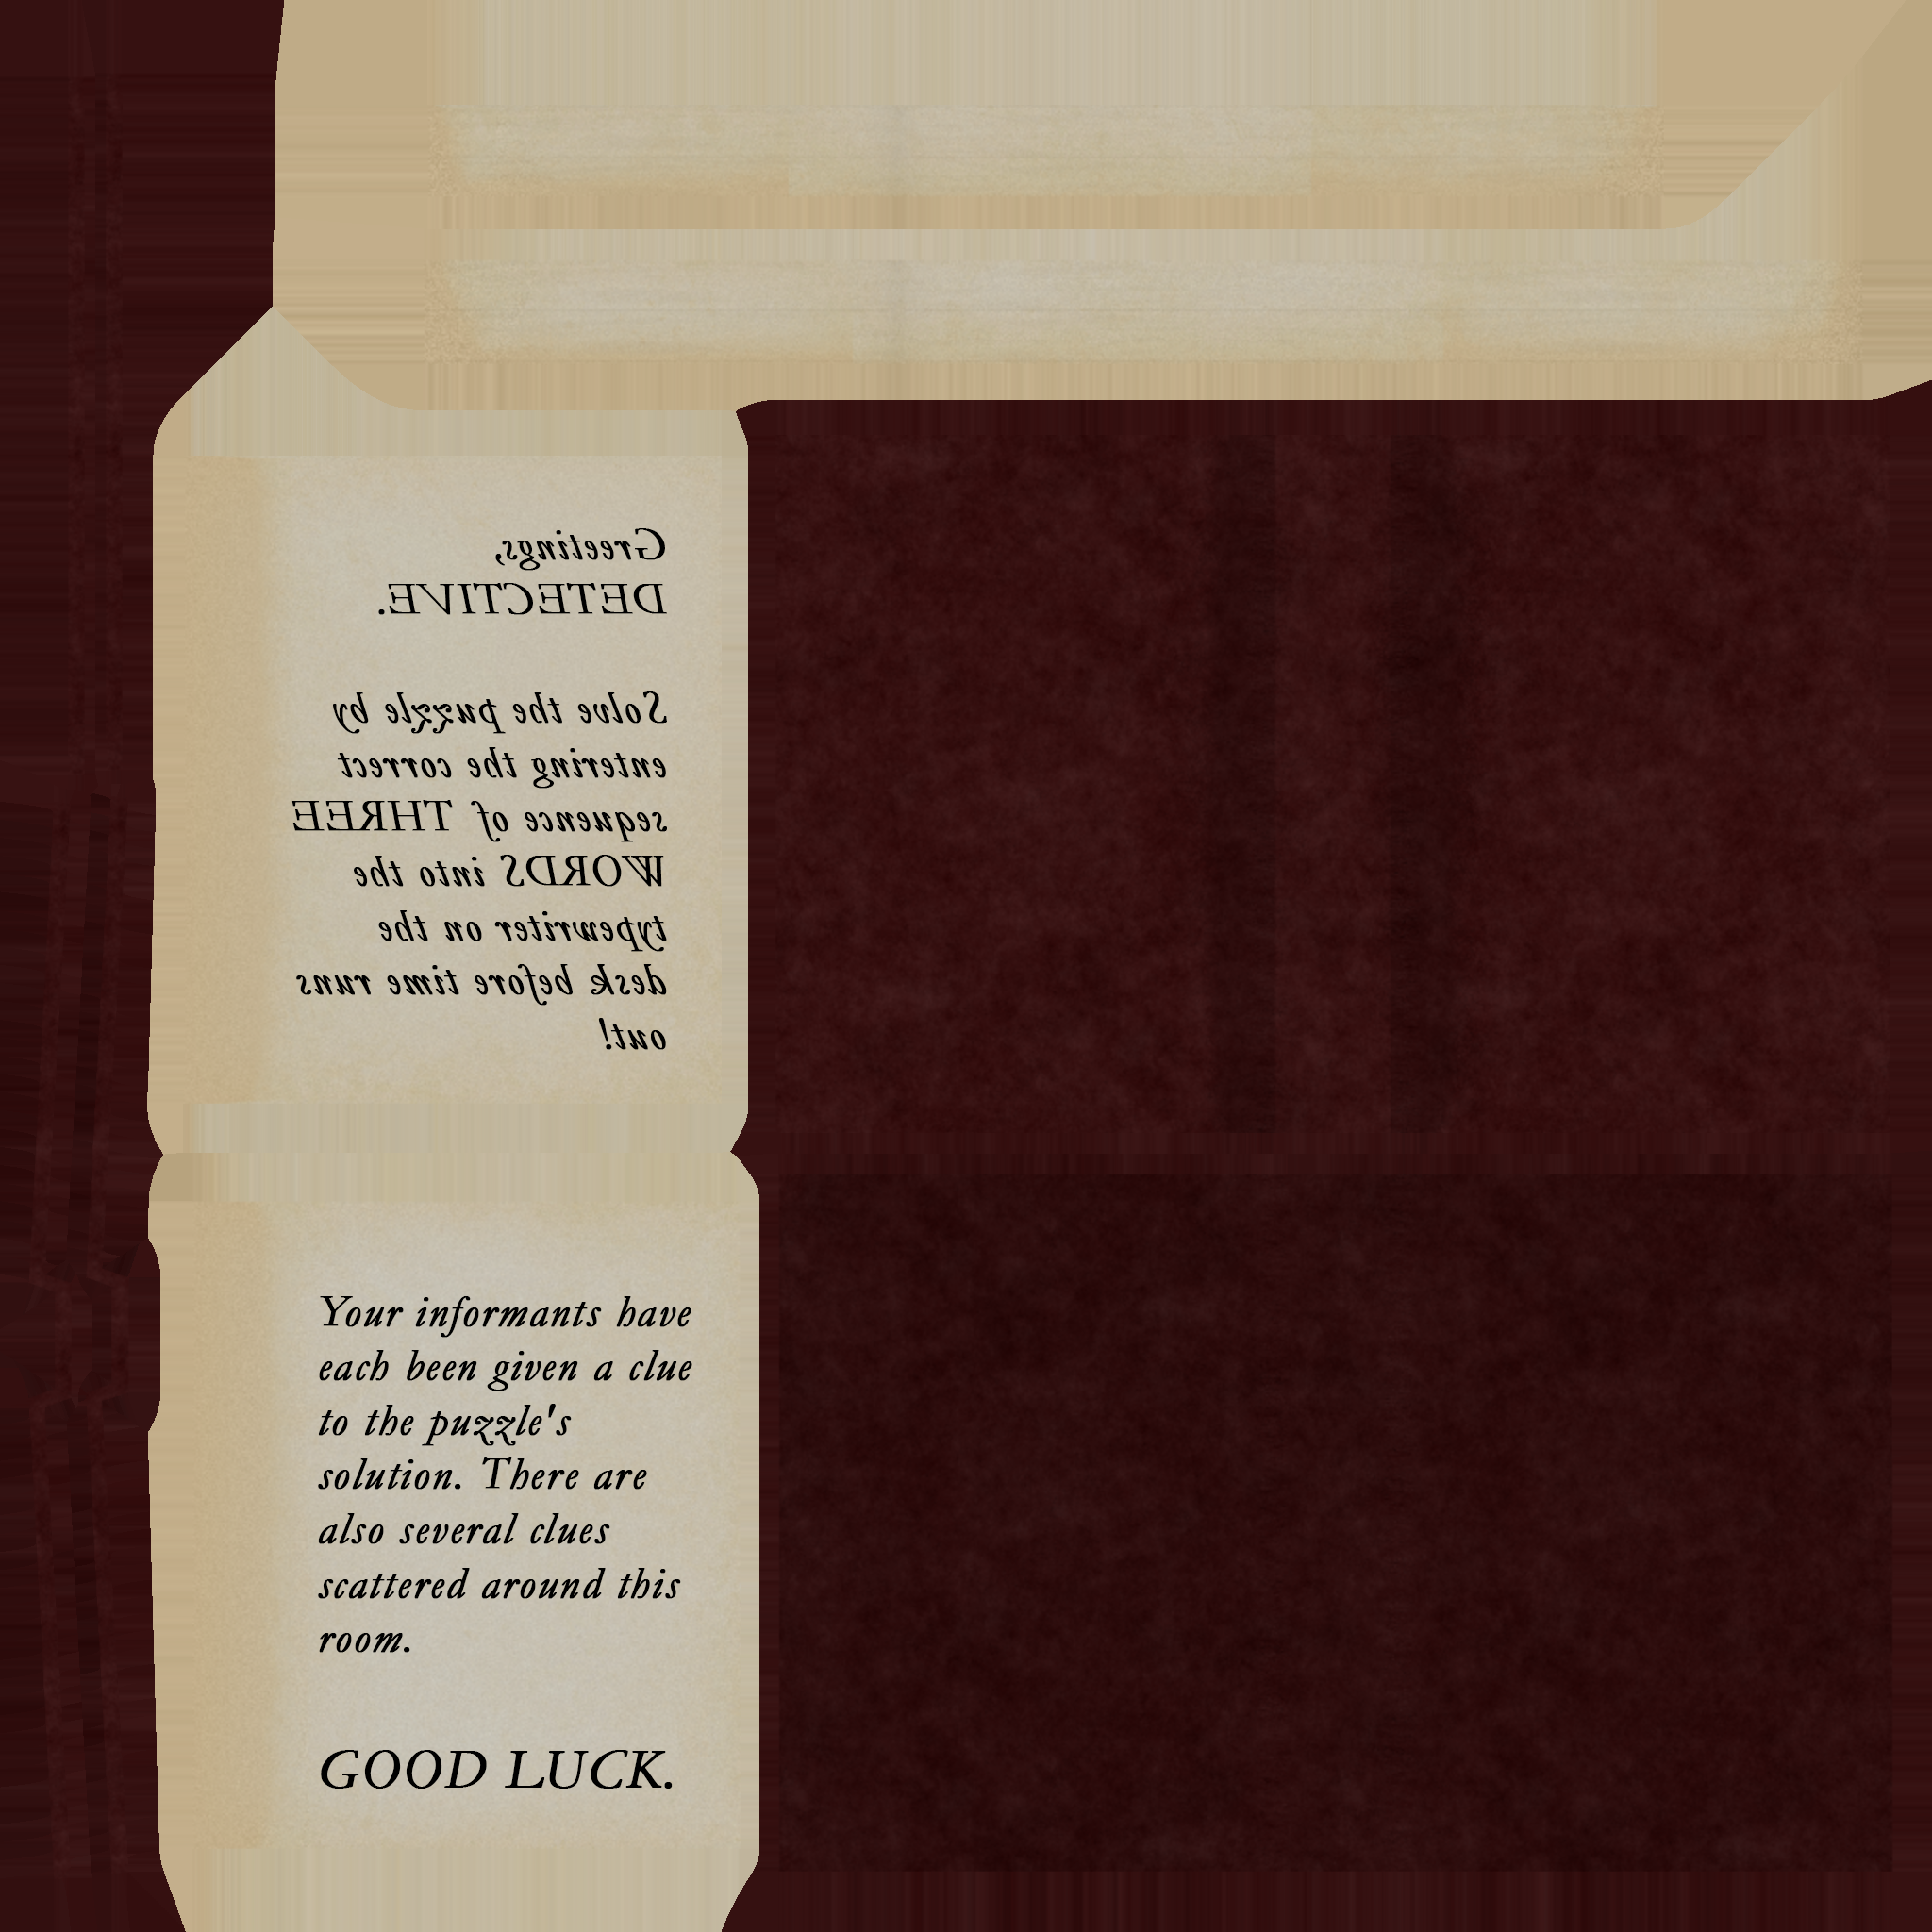 Greetings,
DETECTIVE.
Solve the puzzle by
entering the correct
sequence of THREE
WORDS into the
typewriter on the
desk before time runs
out!
Your informants have
each been given a clue
to the puzzle's
solution. There are
also several clues
scattered around this
room.
GOOD LUCK.